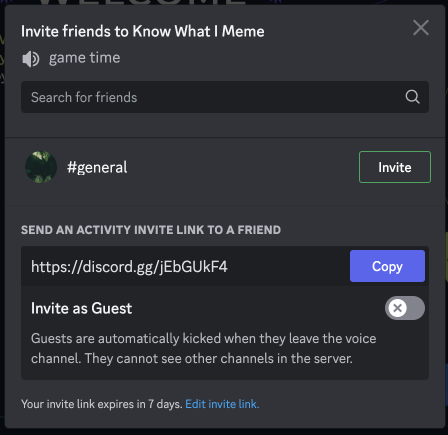 WELCOME
Invite friends to Know What I Meme
game time
Search for friends
#general
Invite
SEND AN ACTIVITY INVITE LINK TO A FRIEND
https://discord.gg/jEbGUkF4
Copy
Invite as Guest
Guests are automatically kicked when they leave the voice
channel. They cannot see other channels in the server.
Your invite link expires in 7 days. Edit invite link.